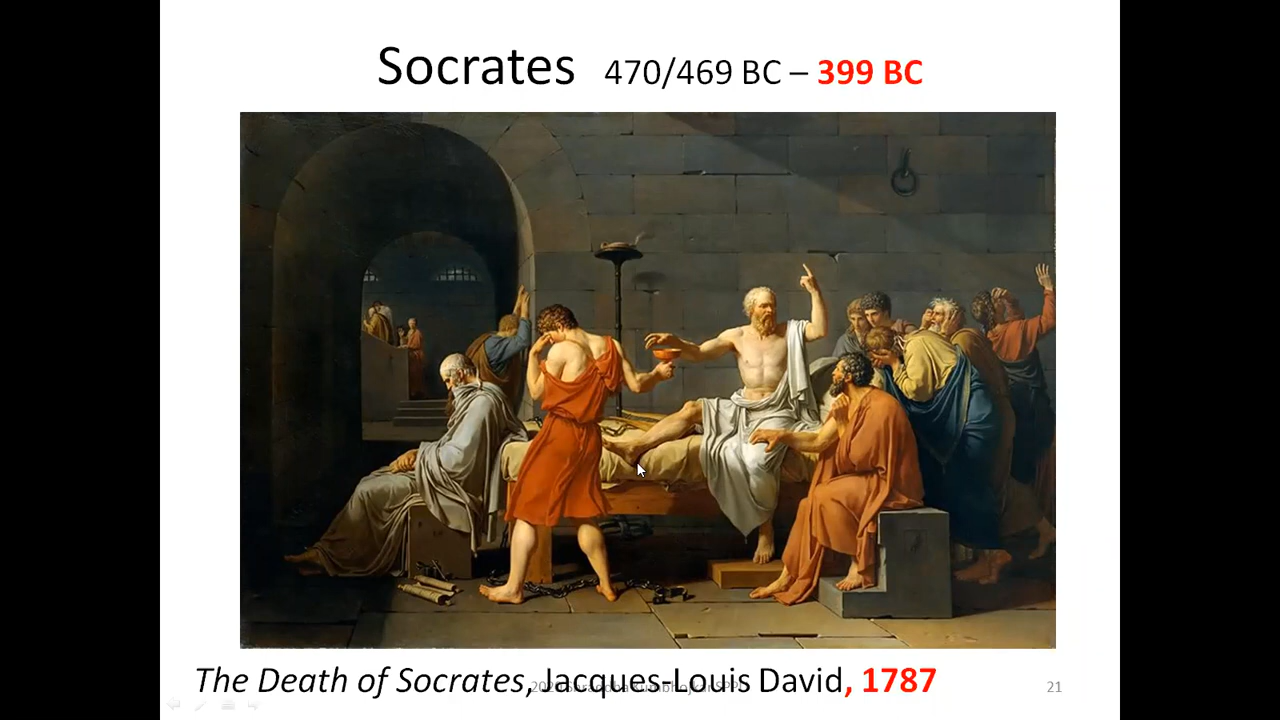 Socrates 470/469 BC – 399 BC
The Death of Socrates, Jacques-Louis David, 1787
21